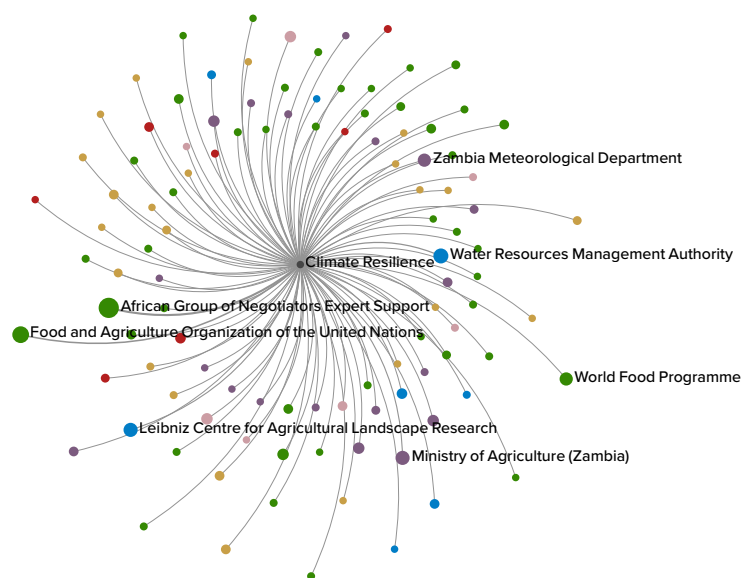 Zambia Meteorological Department
Water Resources Management Authority
Climate Resilience
African Group of Negotiators Expert Support
Food and Agriculture Organization of the United Nations
World Food Programme
Leibniz Centre for Agricultural Landscape Research
Ministry of Agriculture (Zambia)